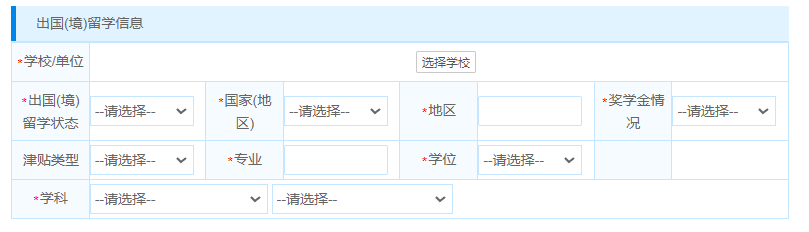 出国(境)留学信息
*学校/单位
选择学校
*出国(境)
留学状态
--请选择--
*国家(地
区)
--请选择--
*地区
*奖学金情
况
--请选择--
津贴类型
--请选择--
*专业
*学位
--请选择--
*学科
--请选择--
--请选择--